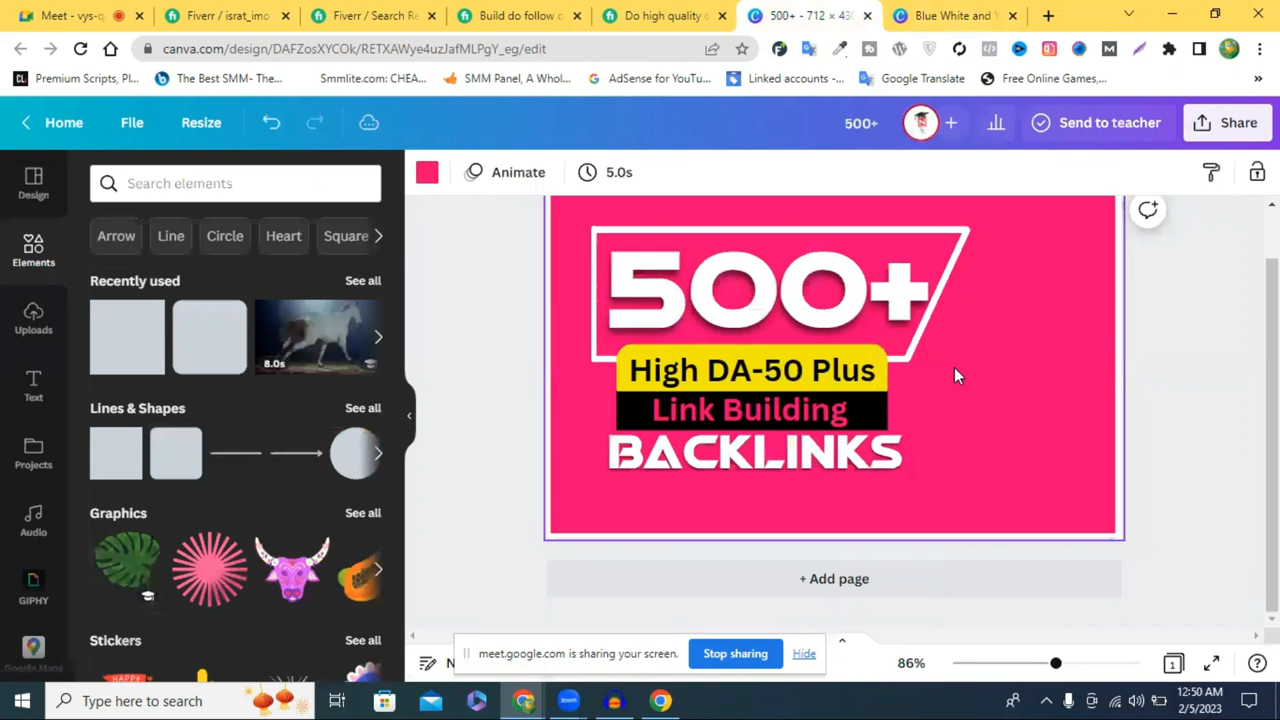 Meet - vys-q
Fiverr / israt_imo
Fiverr / Search Re
Build do follow c
Do high quality c
500+ - 712 × 430
Blue White and Y
canva.com/design/DAFZosXYCOk/RETXAWye4uzJafMLPgY_eg/edit
Premium Scripts, Pl...
The Best SMM- The...
Smmlite.com: CHEA...
SMM Panel, A Whol...
AdSense for YouTu...
Linked accounts -...
Google Translate
Free Online Games,...
Home
File
Resize
500+
Send to teacher
Share
Design
Elements
Uploads
Text
Projects
Audio
GIPHY
Google Maps
Search elements
Arrow
Line
Circle
Heart
Square
Recently used
See all
8.0s
Lines & Shapes
See all
Graphics
See all
Stickers
See all
HAPPY
Animate
5.0s
500+
High DA-50 Plus
Link Building
BACKLINKS
+ Add page
meet.google.com is sharing your screen.
Stop sharing
Hide
86%
1
Type here to search
zoom
12:50 AM
2/5/2023